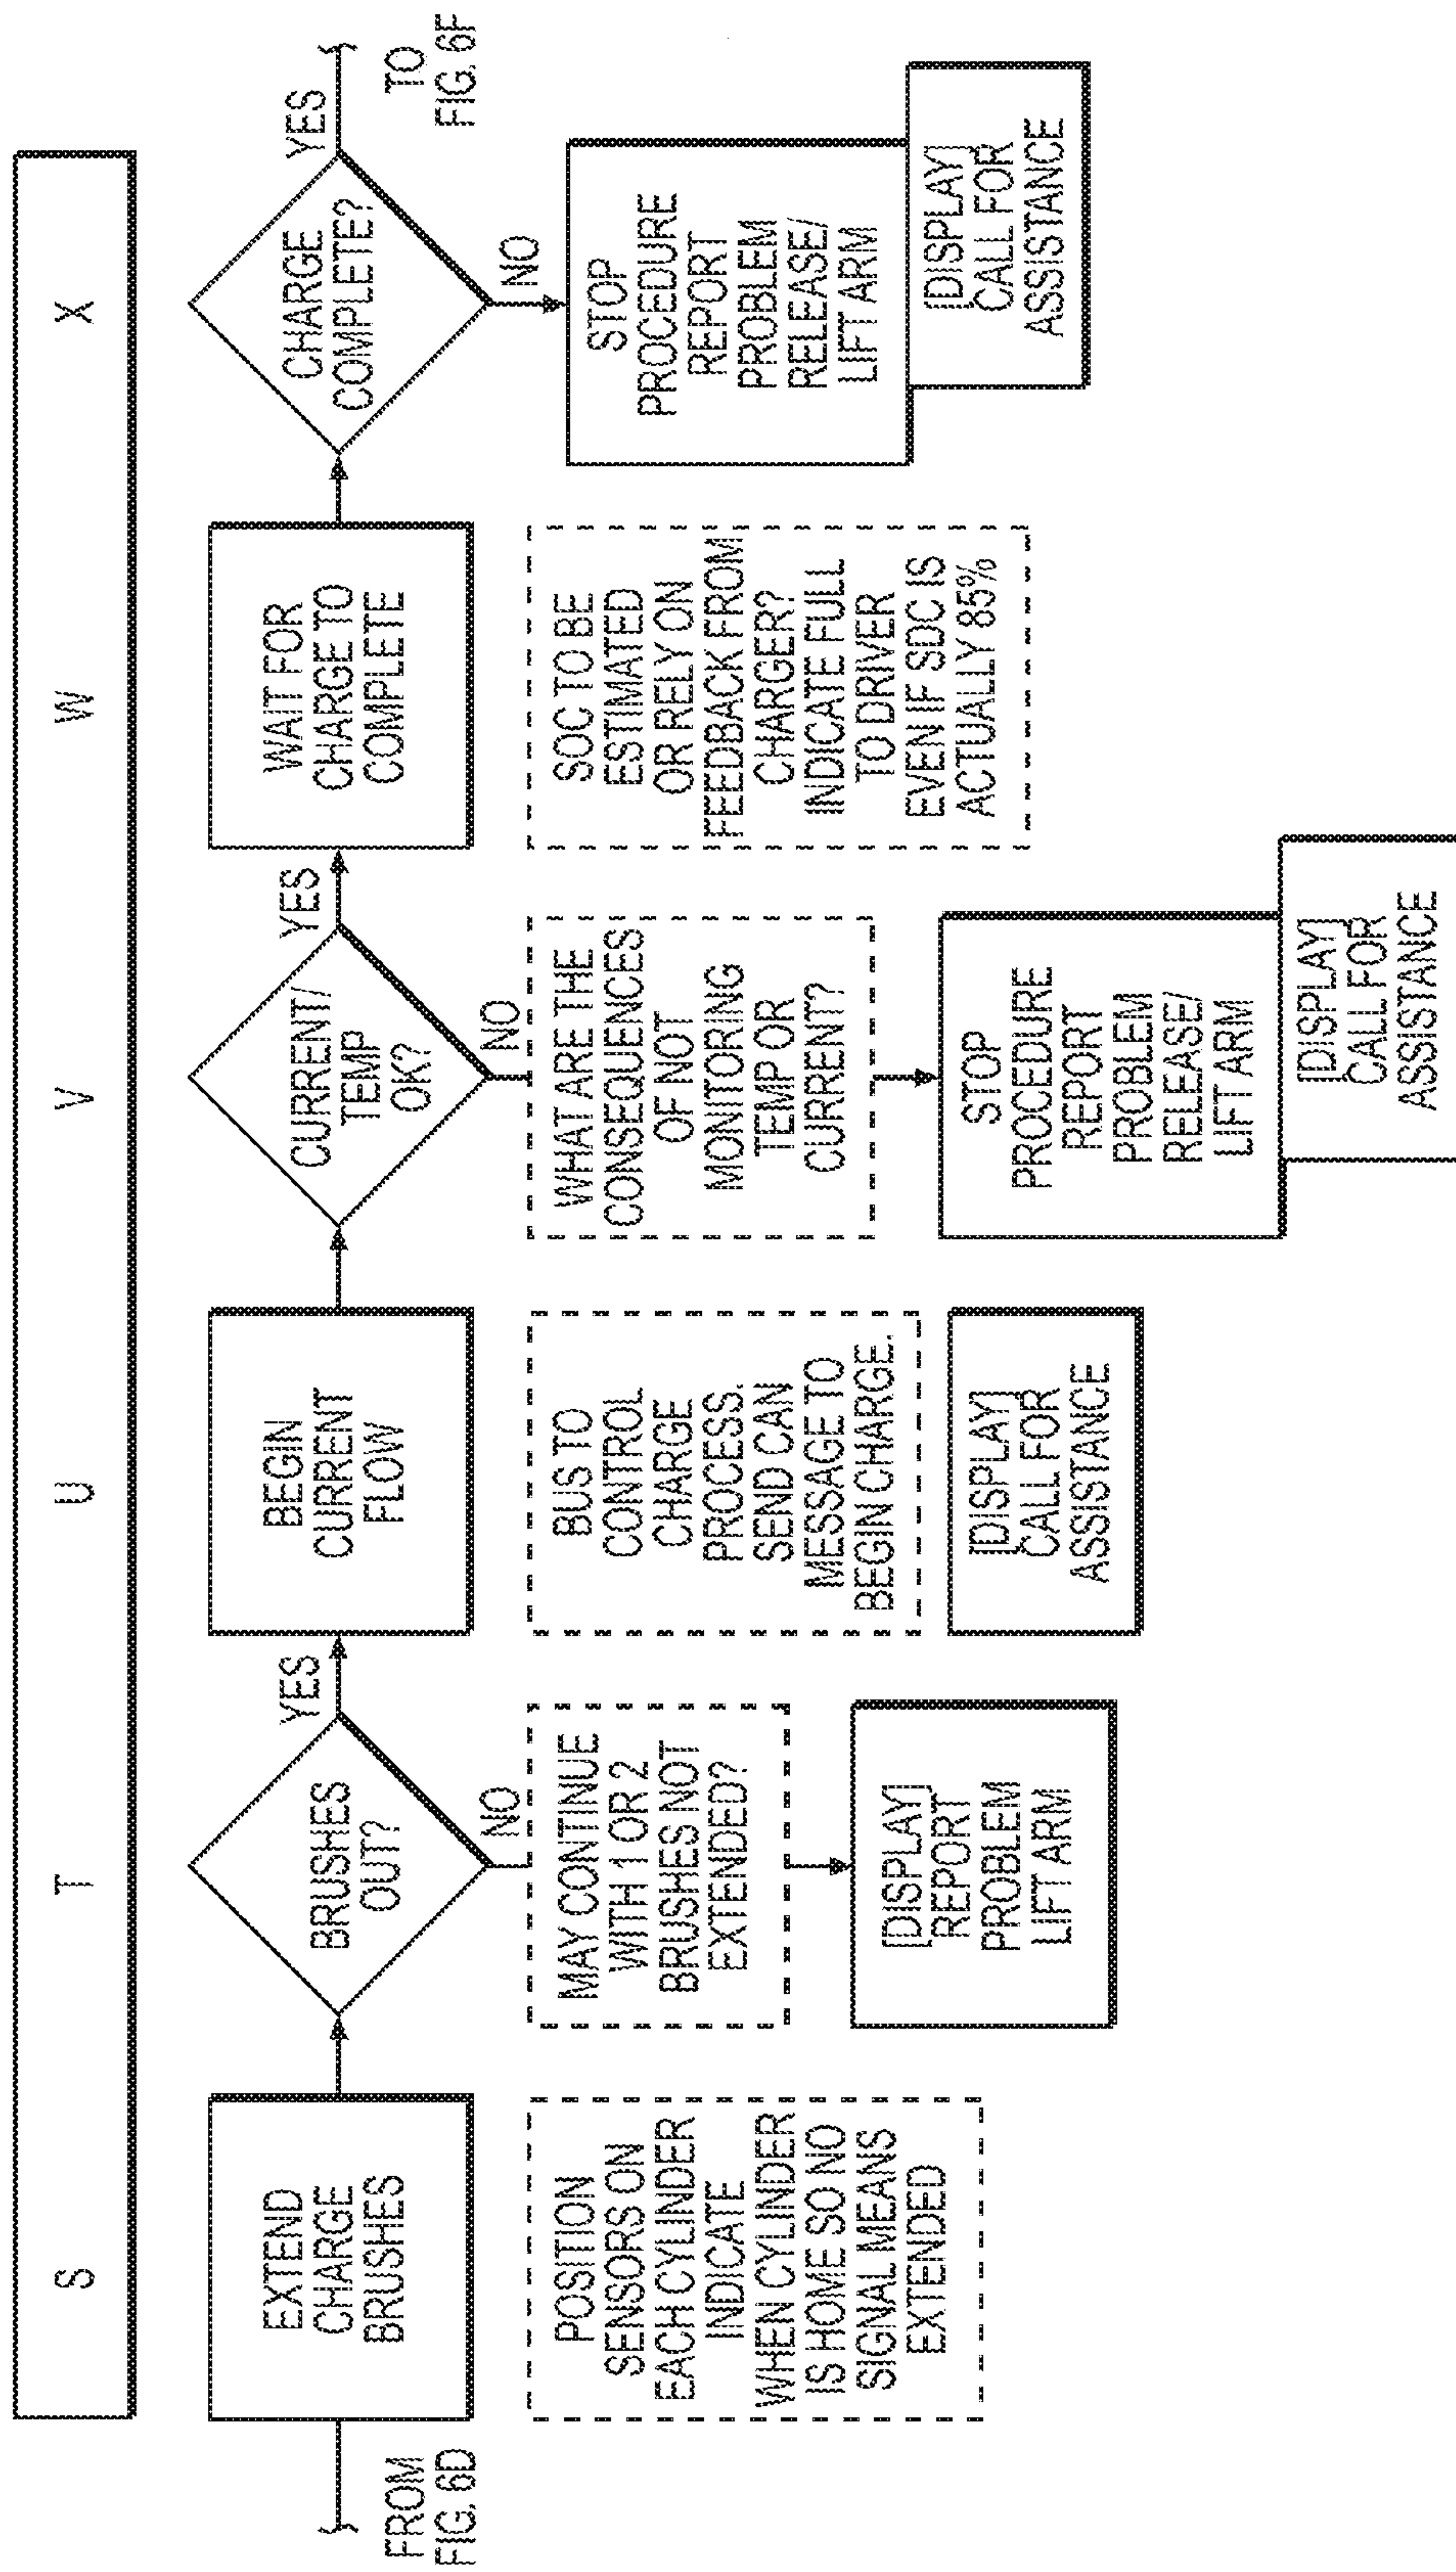 S
T
U
V
W
X
FROM
FIG. 6D
EXTEND
CHARGE
BRUSHES
POSITION
SENSORS ON
EACH CYLINDER
INDICATE
WHEN CYLINDER
IS HOME SO NO
SIGNAL MEANS
EXTENDED
BRUSHES
OUT?
YES
NO
MAY CONTINUE
WITH 1 OR 2
BRUSHES NOT
EXTENDED?
[DISPLAY]
REPORT
PROBLEM
LIFT ARM
BEGIN
CURRENT
FLOW
BUS TO
CONTROL
CHARGE
PROCESS.
SEND CAN
MESSAGE TO
BEGIN CHARGE.
[DISPLAY]
CALL FOR
ASSISTANCE
CURRENT/
TEMP
OK?
YES
NO
WHAT ARE THE
CONSEQUENCES
OF NOT
MONITORING
TEMP OR
CURRENT?
STOP
PROCEDURE
REPORT
PROBLEM
RELEASE/
LIFT ARM
[DISPLAY]
CALL FOR
ASSISTANCE
WAIT FOR
CHARGE TO
COMPLETE
SOC TO BE
ESTIMATED
OR RELY ON
FEEDBACK FROM
CHARGER?
INDICATE FULL
TO DRIVER
EVEN IF SDC IS
ACTUALLY 85%
CHARGE
COMPLETE?
YES
NO
STOP
PROCEDURE
REPORT
PROBLEM
RELEASE/
LIFT ARM
[DISPLAY]
CALL FOR
ASSISTANCE
TO
FIG. 6F